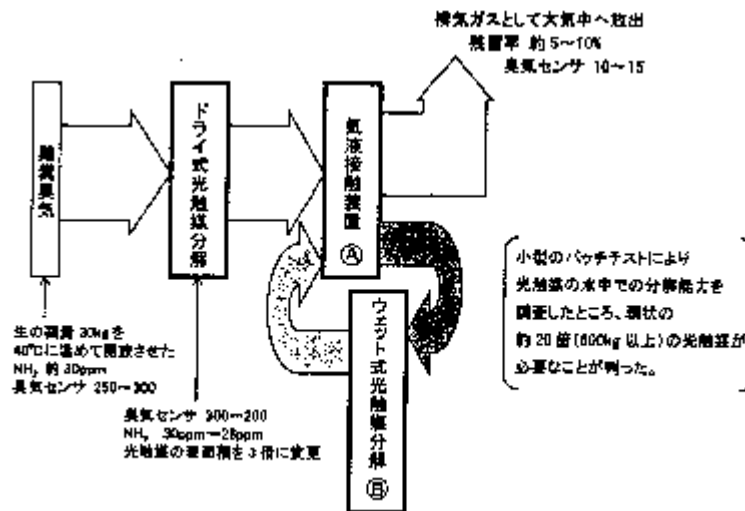 排気ガスとして大気中へ放出
残留率 約5~10%
臭気センサ 10~15
鶏糞臭気
ドライ式光触媒分解
気液接触装置
Ⓐ
ウェット式光触媒分解
Ⓑ
生の鶏糞 30kgを
40℃に温めて開放させた
NH₃ 約30ppm
臭気センサ 250~300
臭気センサ 300~200
NH₃ 30ppm~28ppm
光触媒の表面積を3倍に変更
小型のバッチテストにより
光触媒の水中での分解能力を
調査したところ、現状の
約20倍(600kg以上)の光触媒が
必要なことが判った。